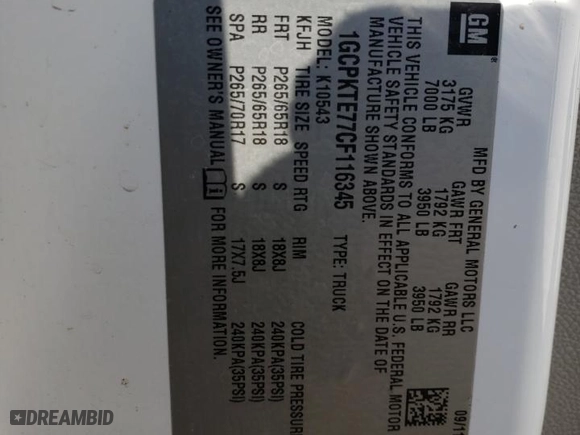 GM
®
MFD BY GENERAL MOTORS LLC
09/1
GVWR GAWR FRT GAWR RR
3175 KG 1792 KG 1792 KG
7000 LB 3950 LB 3950 LB
THIS VEHICLE CONFORMS TO ALL APPLICABLE U.S. FEDERAL MOTOR
VEHICLE SAFETY STANDARDS IN EFFECT ON THE DATE OF
MANUFACTURE SHOWN ABOVE.
1GCPKTE77CF116345 TYPE: TRUCK
MODEL: K10543
KFJH TIRE SIZE SPEED RTG RIM COLD TIRE PRESSUR
FRT P265/65R18 S 18X8J 240KPA(35PSI)
RR P265/65R18 S 18X8J 240KPA(35PSI)
SPA P265/70R17 S 17X7.5J 240KPA(35PSI)
SEE OWNER'S MANUAL FOR MORE INFORMATION.
DREAMBID